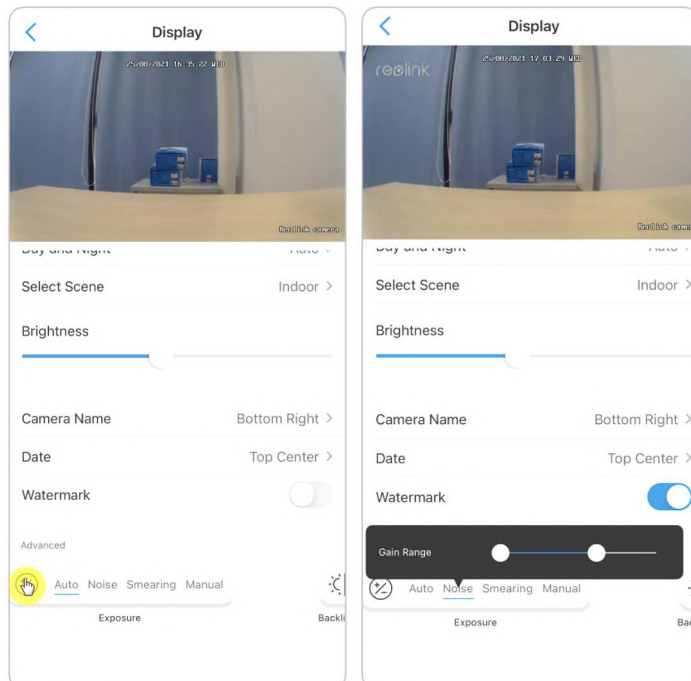 Display
25/08/2021 16:35:22 WED
Reolink camera
Day and Night
Auto
Select Scene
Indoor
Brightness
Camera Name
Bottom Right
Date
Top Center
Watermark
Advanced
Auto Noise Smearing Manual
Exposure
Backli
Display
reolink
25/08/2021 17:03:29 WED
Reolink came
Day and Night
Auto
Select Scene
Indoor
Brightness
Camera Name
Bottom Right
Date
Top Center
Watermark
Gain Range
Auto Noise Smearing Manual
Exposure
Bac